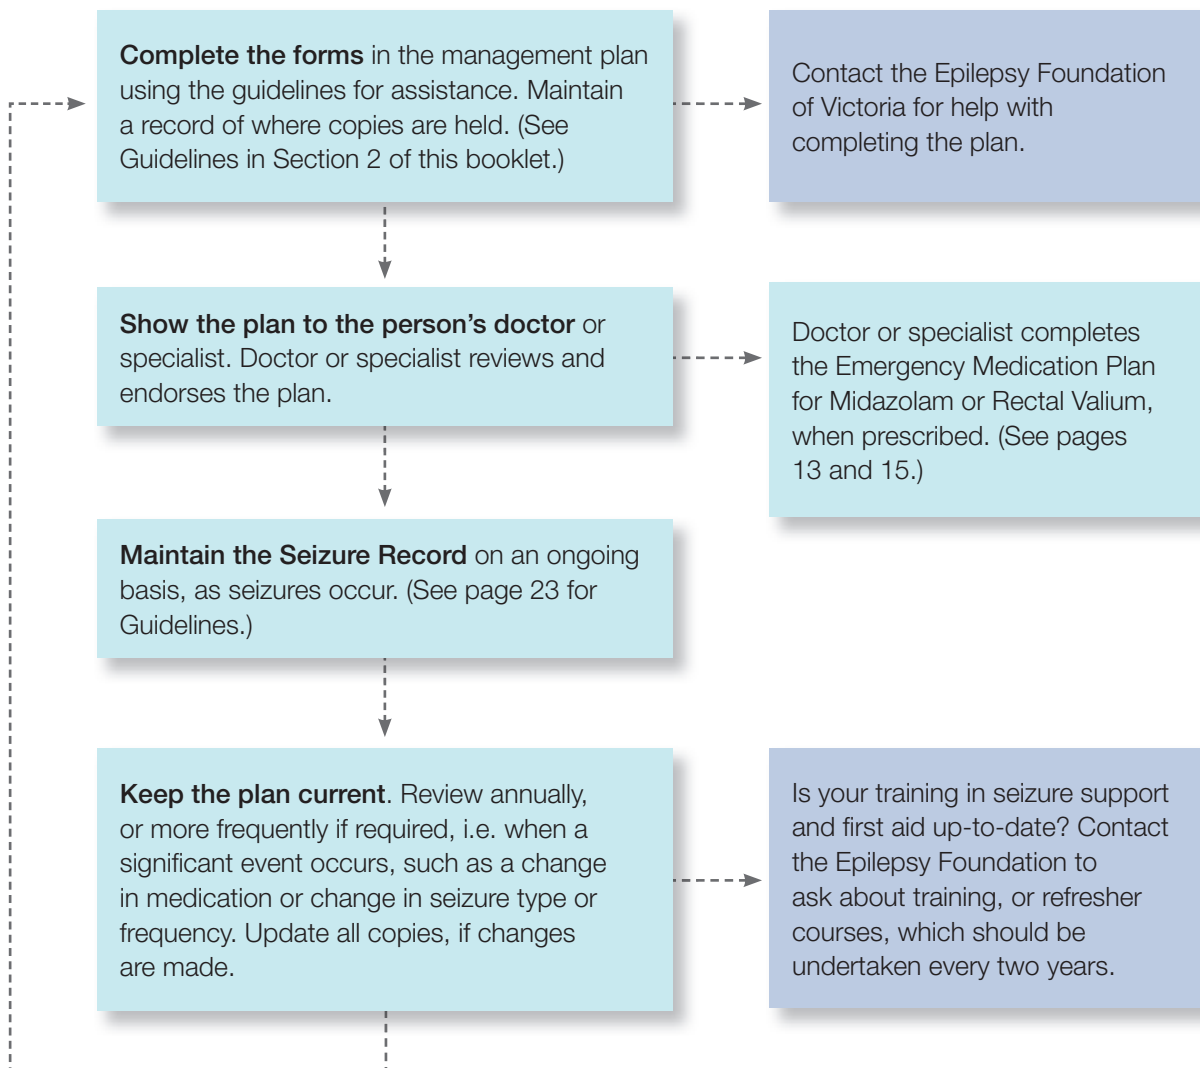 Complete the forms in the management plan
using the guidelines for assistance. Maintain
a record of where copies are held. (See
Guidelines in Section 2 of this booklet.)
Contact the Epilepsy Foundation
of Victoria for help with
completing the plan.
Show the plan to the person’s doctor or
specialist. Doctor or specialist reviews and
endorses the plan.
Doctor or specialist completes
the Emergency Medication Plan
for Midazolam or Rectal Valium,
when prescribed. (See pages
13 and 15.)
Maintain the Seizure Record on an ongoing
basis, as seizures occur. (See page 23 for
Guidelines.)
Keep the plan current. Review annually,
or more frequently if required, i.e. when a
significant event occurs, such as a change
in medication or change in seizure type or
frequency. Update all copies, if changes
are made.
Is your training in seizure support
and first aid up-to-date? Contact
the Epilepsy Foundation to
ask about training, or refresher
courses, which should be
undertaken every two years.